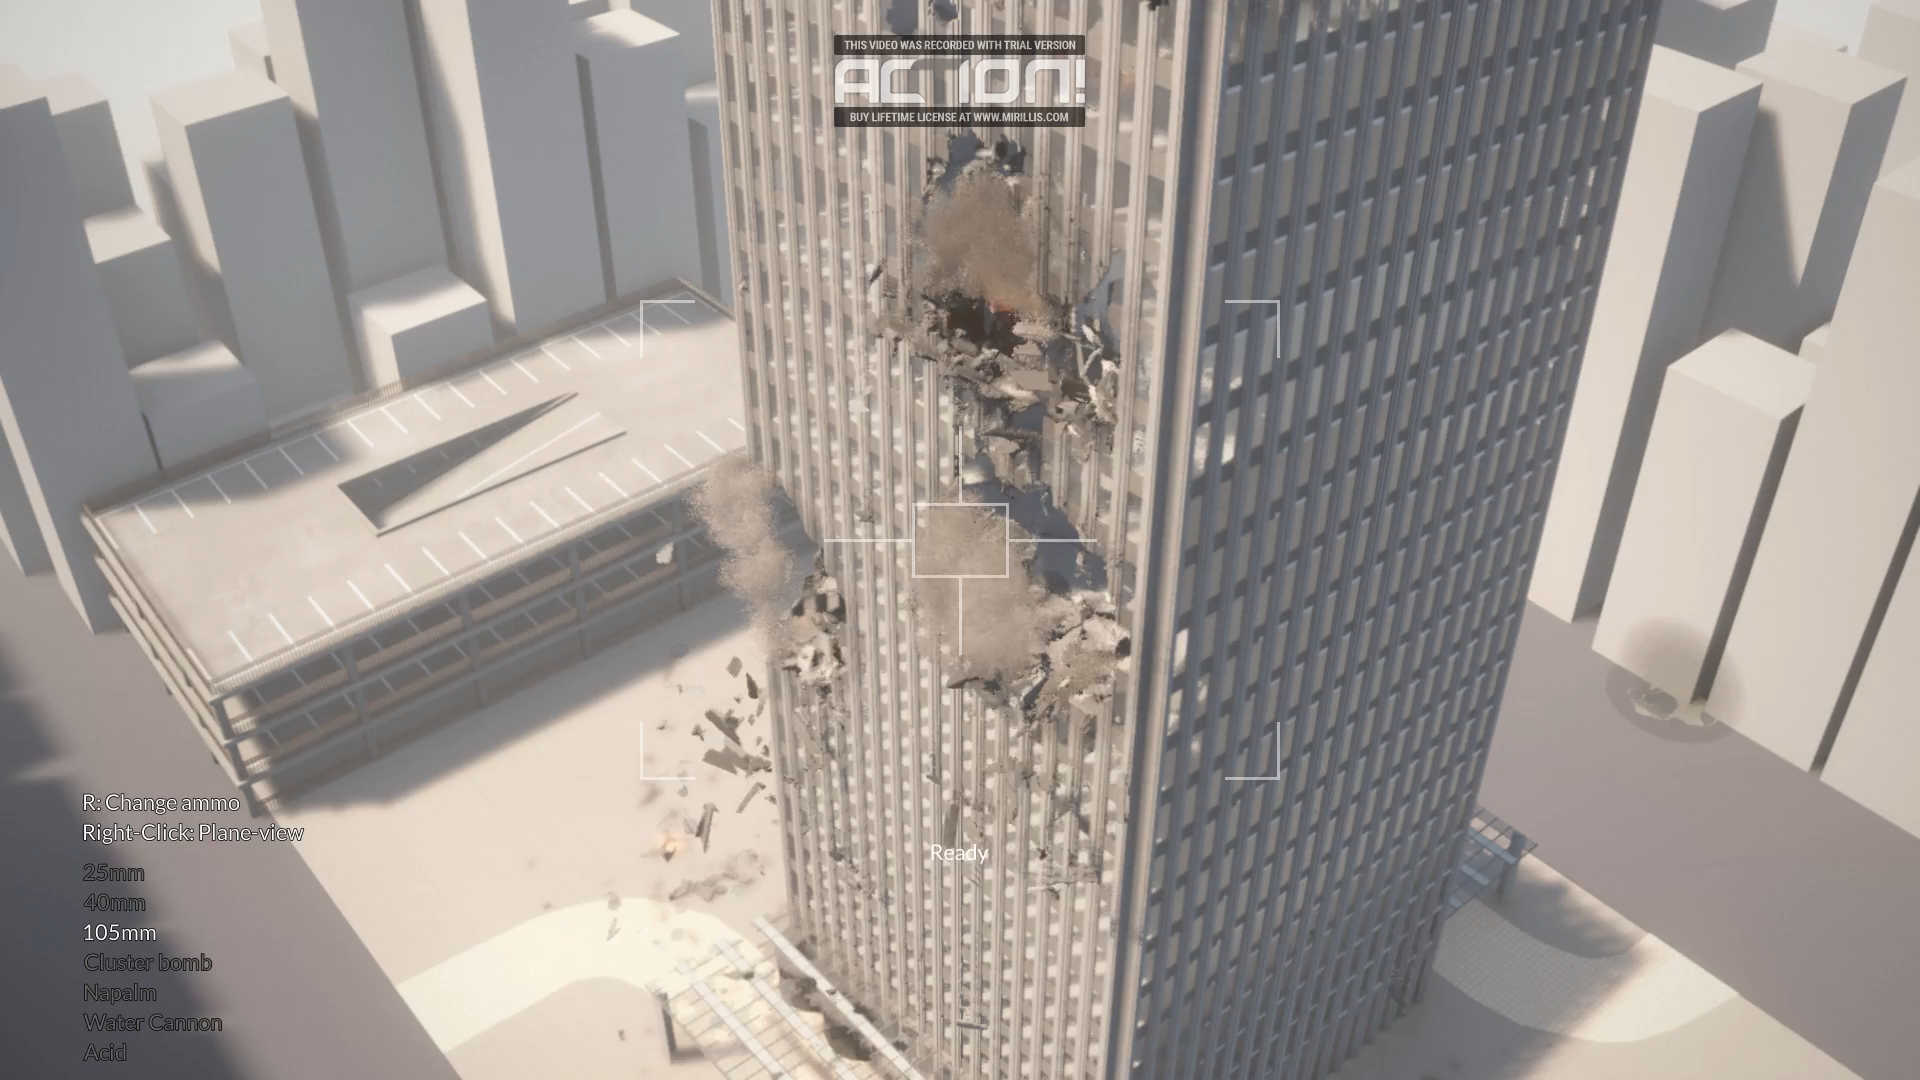 THIS VIDEO WAS RECORDED WITH TRIAL VERSION
ACTION!
BUY LIFETIME LICENSE AT WWW.MIRILLIS.COM
Ready
R: Change ammo
Right-Click: Plane-view
25mm
40mm
105mm
Cluster bomb
Napalm
Water Cannon
Acid